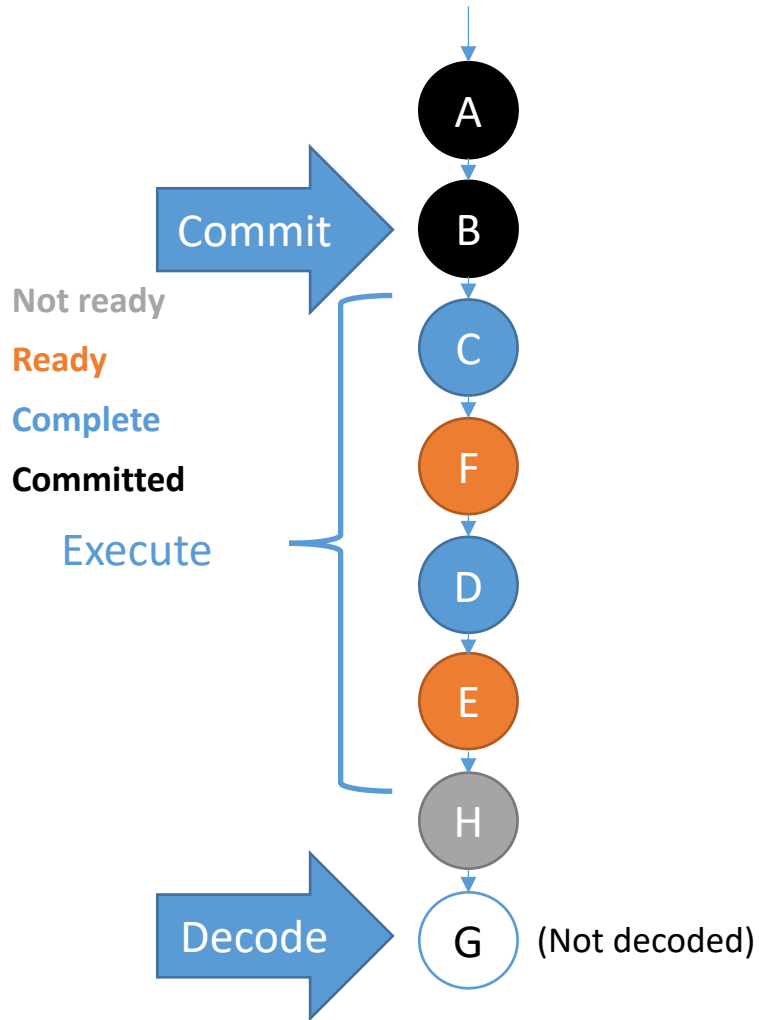 A
Commit
B
Not ready
C
Ready
Complete
F
Committed
Execute
D
E
H
Decode
G
(Not decoded)